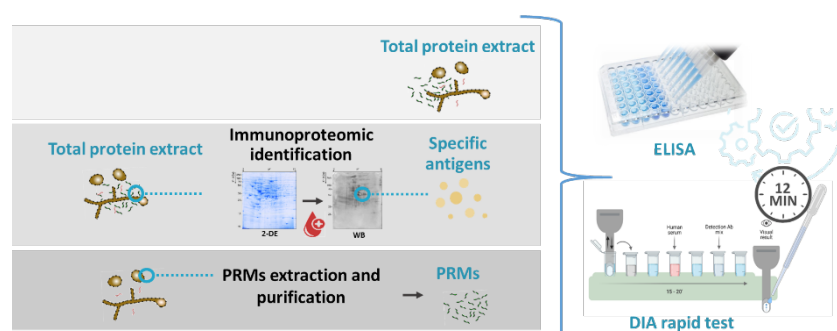 Total protein extract
Total protein extract
Immunoproteomic
identification
Specific
antigens
2-DE
WB
PRMs extraction and
purification
PRMs
ELISA
12
MIN
Visual
result
Human
serum
Detection Ab
mix
15 - 20'
DIA rapid test